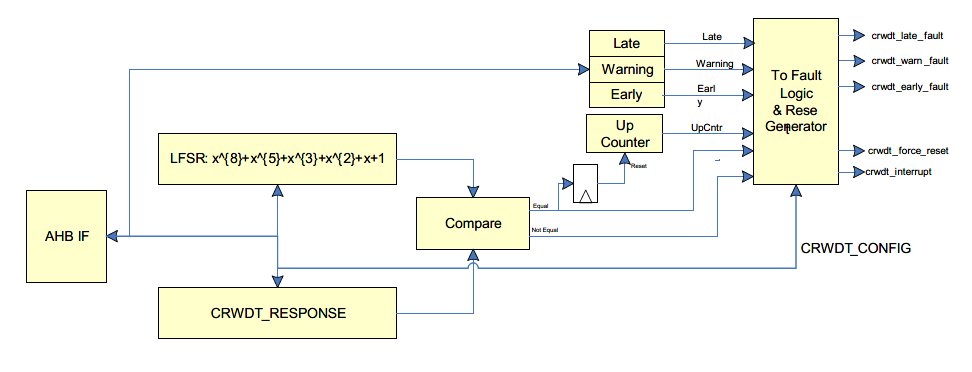 Late
Warning
Early
Late
Warning
Earl
y
To Fault
Logic
& Rese
t
Generator
crwdt_late_fault
crwdt_warn_fault
crwdt_early_fault
Up
Counter
UpCntr
Reset
crwdt_force_reset
crwdt_interrupt
LFSR: x^{8}+x^{5}+x^{3}+x^{2}+x+1
Compare
Equal
Not Equal
AHB IF
CRWDT_CONFIG
CRWDT_RESPONSE